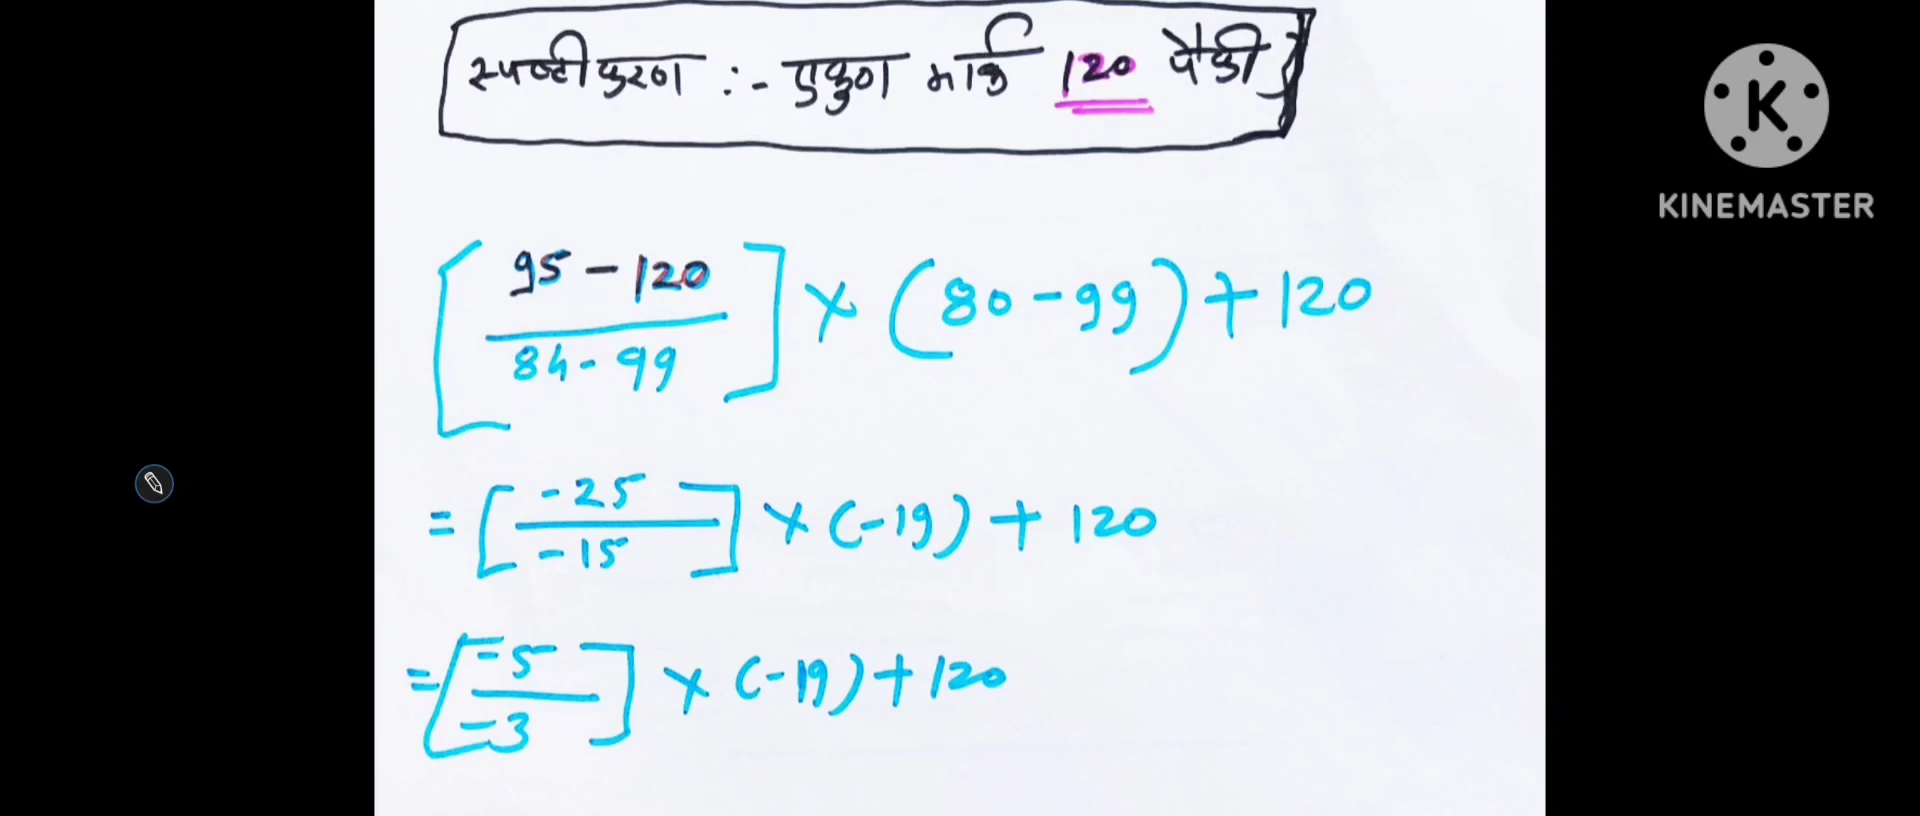 स्पष्टीकरण :- एकुण मार्क 120 पैकी
[ 95 - 120 / 84 - 99 ] × (80 - 99) + 120
= [ -25 / -15 ] × (-19) + 120
= [ -5 / -3 ] × (-19) + 120
K
KINEMASTER